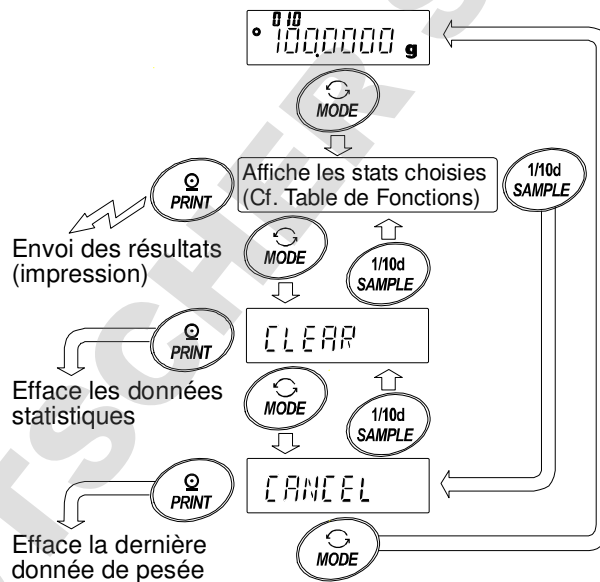 010
100.0000 g
MODE
Affiche les stats choisies
(Cf. Table de Fonctions)
1/10d
SAMPLE
PRINT
Envoi des résultats
(impression)
MODE
1/10d
SAMPLE
PRINT
CLEAR
Efface les données
statistiques
MODE
1/10d
SAMPLE
PRINT
CANCEL
Efface la dernière
donnée de pesée
MODE